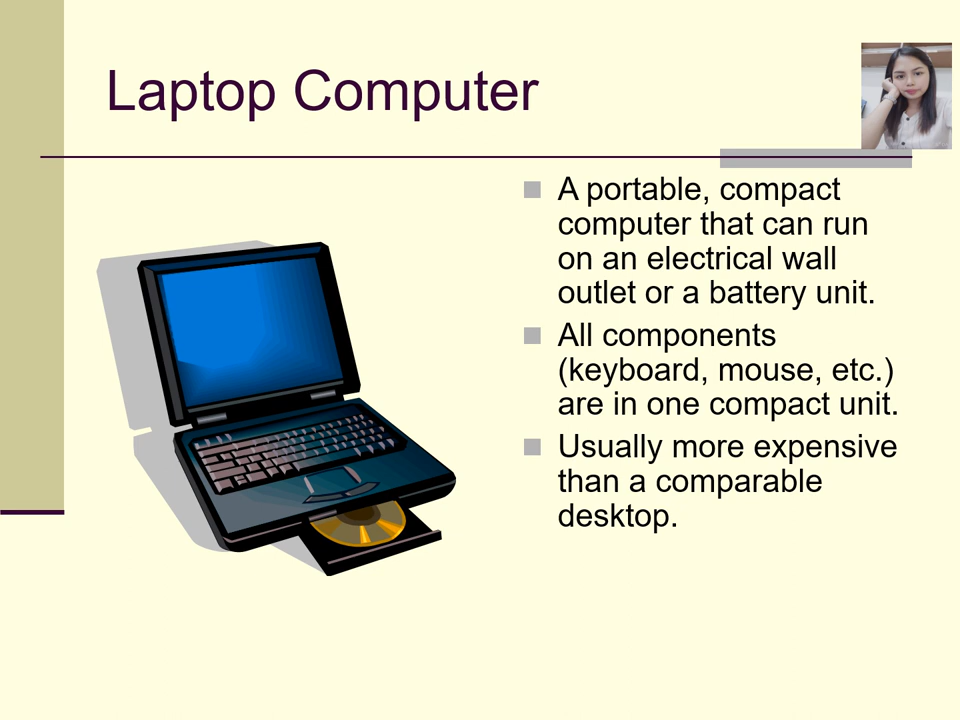 Laptop Computer
A portable, compact
computer that can run
on an electrical wall
outlet or a battery unit.
All components
(keyboard, mouse, etc.)
are in one compact unit.
Usually more expensive
than a comparable
desktop.